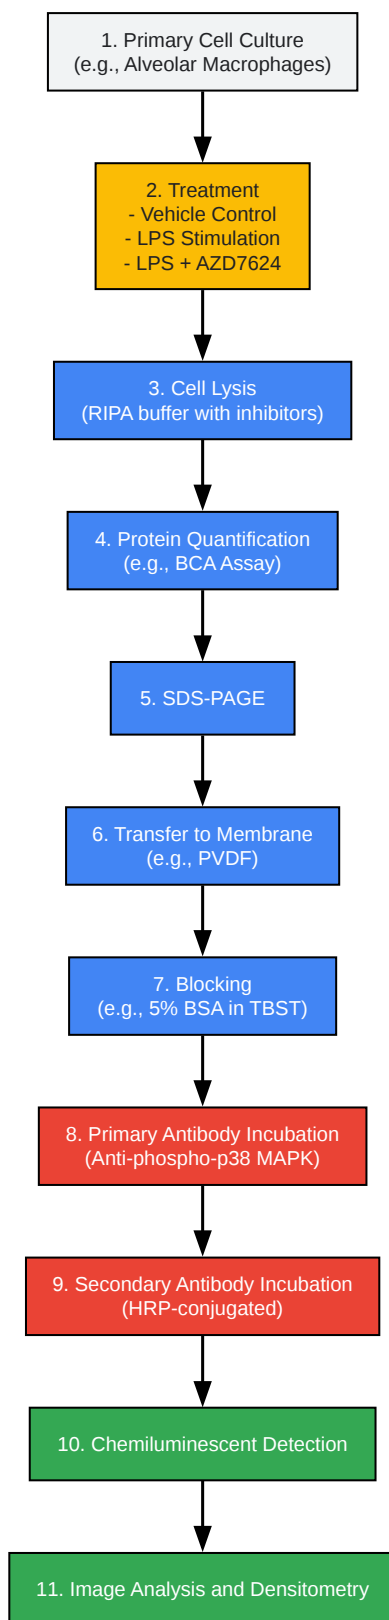 1. Primary Cell Culture
(e.g., Alveolar Macrophages)
2. Treatment
- Vehicle Control
- LPS Stimulation
- LPS + AZD7624
3. Cell Lysis
(RIPA buffer with inhibitors)
4. Protein Quantification
(e.g., BCA Assay)
5. SDS-PAGE
6. Transfer to Membrane
(e.g., PVDF)
7. Blocking
(e.g., 5% BSA in TBST)
8. Primary Antibody Incubation
(Anti-phospho-p38 MAPK)
9. Secondary Antibody Incubation
(HRP-conjugated)
10. Chemiluminescent Detection
11. Image Analysis and Densitometry